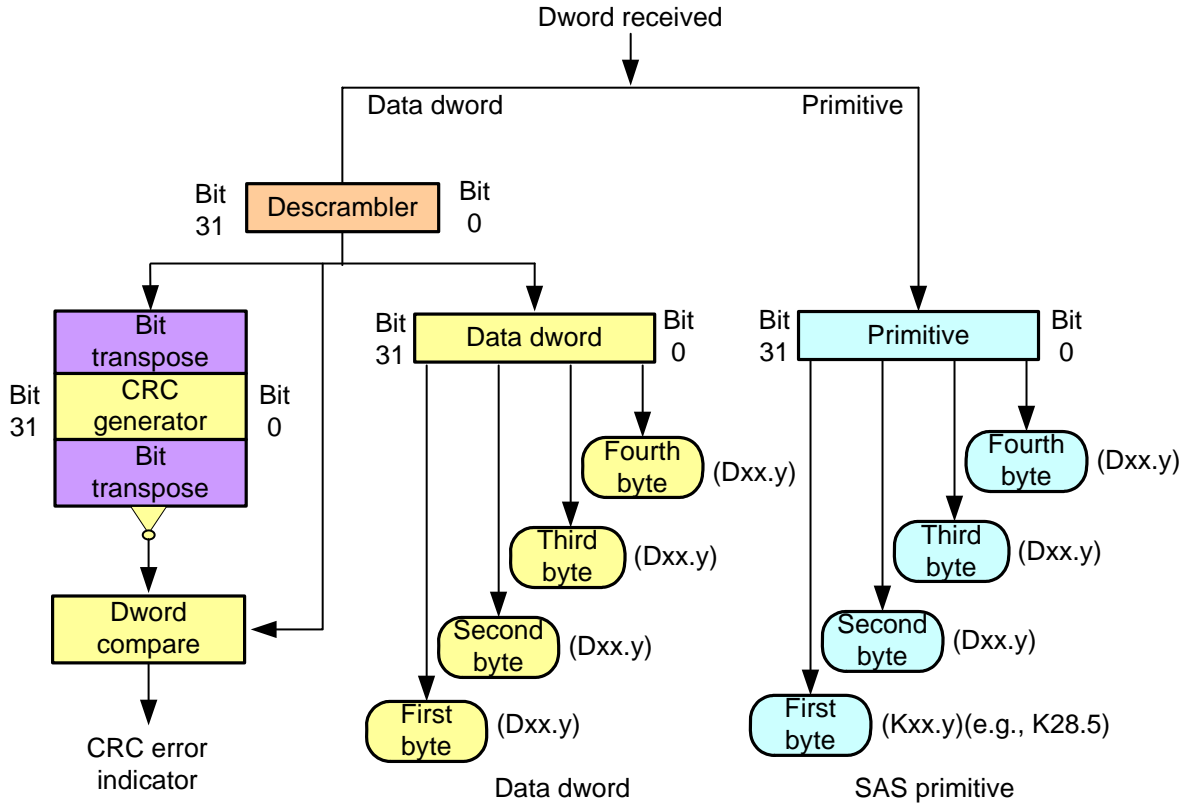 Dword received
Data dword
Primitive
Bit
31
Descrambler
Bit
0
Bit
transpose
Bit
31
CRC
generator
Bit
0
Bit
transpose
Dword
compare
CRC error
indicator
Bit
31
Data dword
Bit
0
Fourth
byte
(Dxx.y)
Third
byte
(Dxx.y)
Second
byte
(Dxx.y)
First
byte
(Dxx.y)
Data dword
Bit
31
Primitive
Bit
0
Fourth
byte
(Dxx.y)
Third
byte
(Dxx.y)
Second
byte
(Dxx.y)
First
byte
(Kxx.y)(e.g., K28.5)
SAS primitive